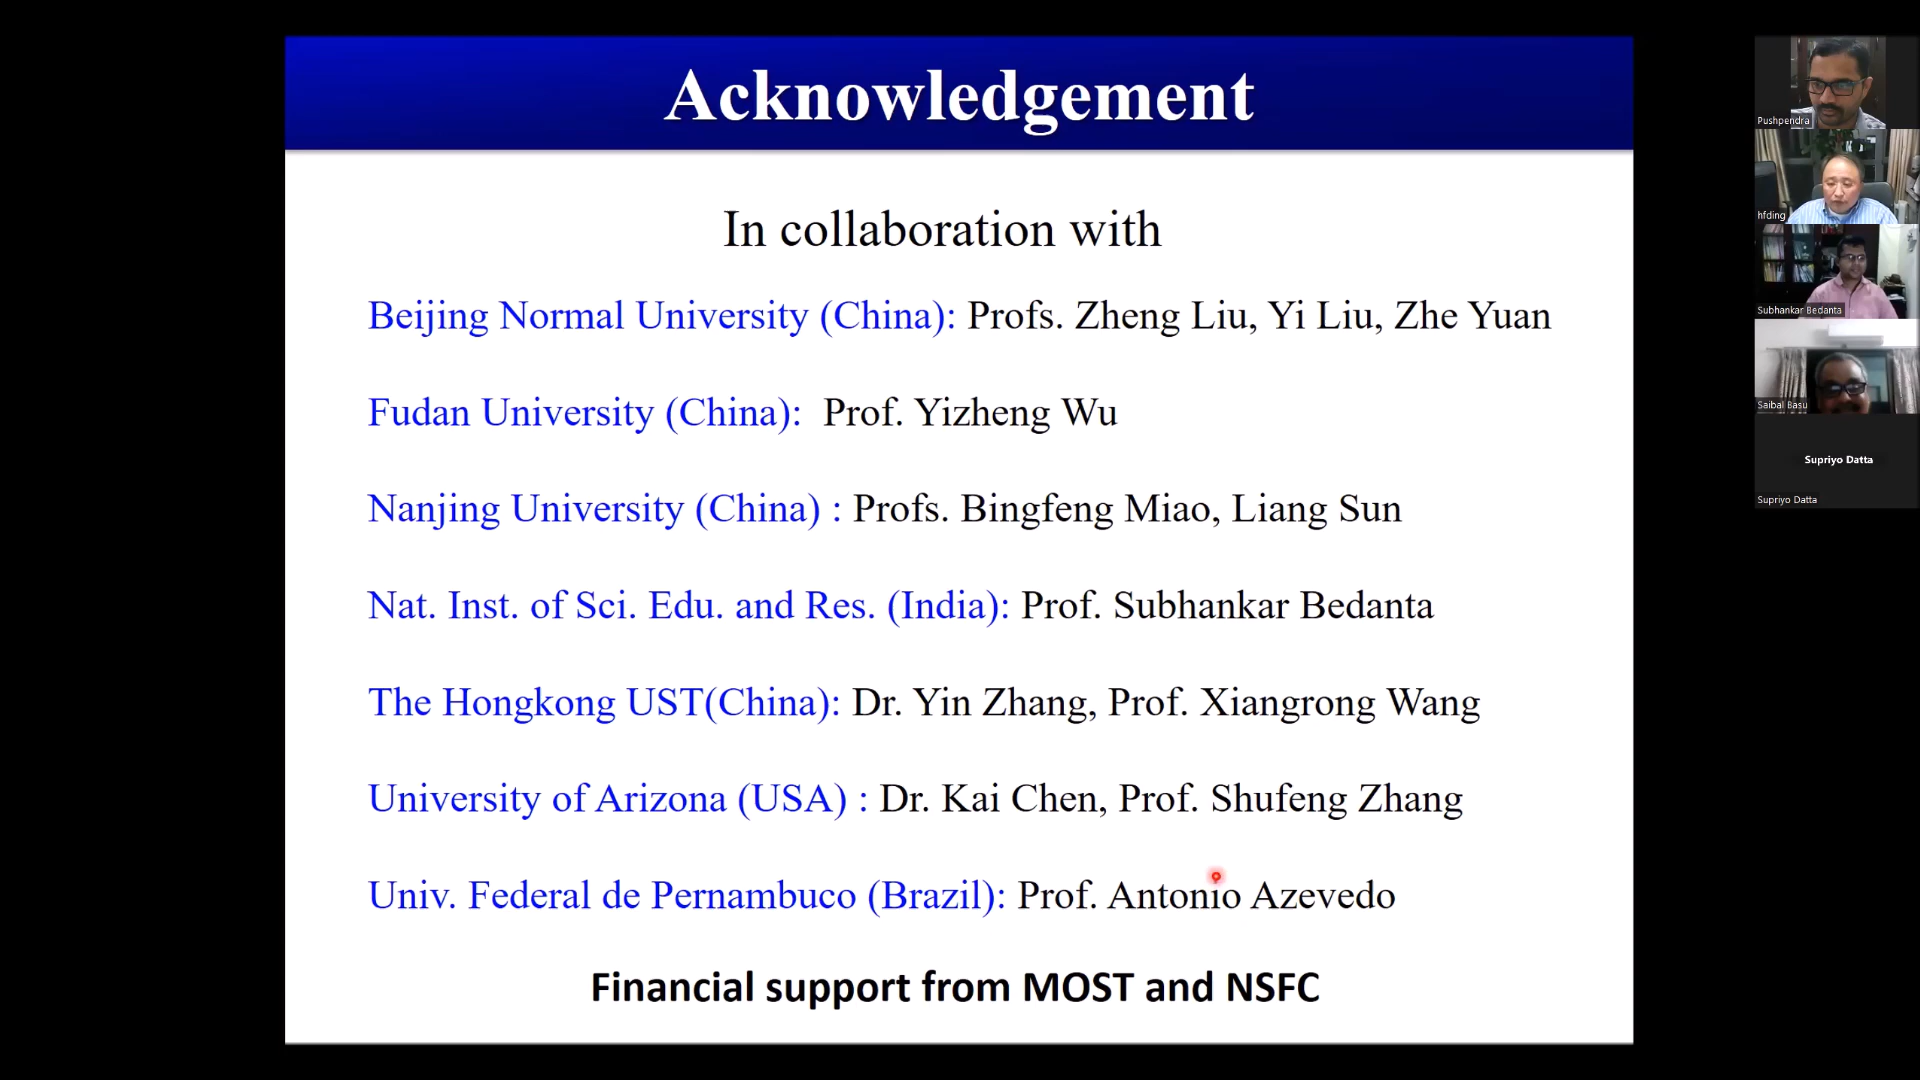 Acknowledgement
In collaboration with
Beijing Normal University (China): Profs. Zheng Liu, Yi Liu, Zhe Yuan
Fudan University (China): Prof. Yizheng Wu
Nanjing University (China) : Profs. Bingfeng Miao, Liang Sun
Nat. Inst. of Sci. Edu. and Res. (India): Prof. Subhankar Bedanta
The Hongkong UST(China): Dr. Yin Zhang, Prof. Xiangrong Wang
University of Arizona (USA) : Dr. Kai Chen, Prof. Shufeng Zhang
Univ. Federal de Pernambuco (Brazil): Prof. Antonio Azevedo
Financial support from MOST and NSFC
Pushpendra
hfding
Subhankar Bedanta
Saibal Basu
Supriyo Datta
Supriyo Datta